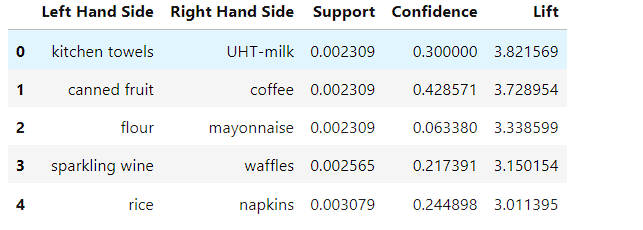 Left Hand Side Right Hand Side Support Confidence Lift
0 kitchen towels UHT-milk 0.002309 0.300000 3.821569
1 canned fruit coffee 0.002309 0.428571 3.728954
2 flour mayonnaise 0.002309 0.063380 3.338599
3 sparkling wine waffles 0.002565 0.217391 3.150154
4 rice napkins 0.003079 0.244898 3.011395